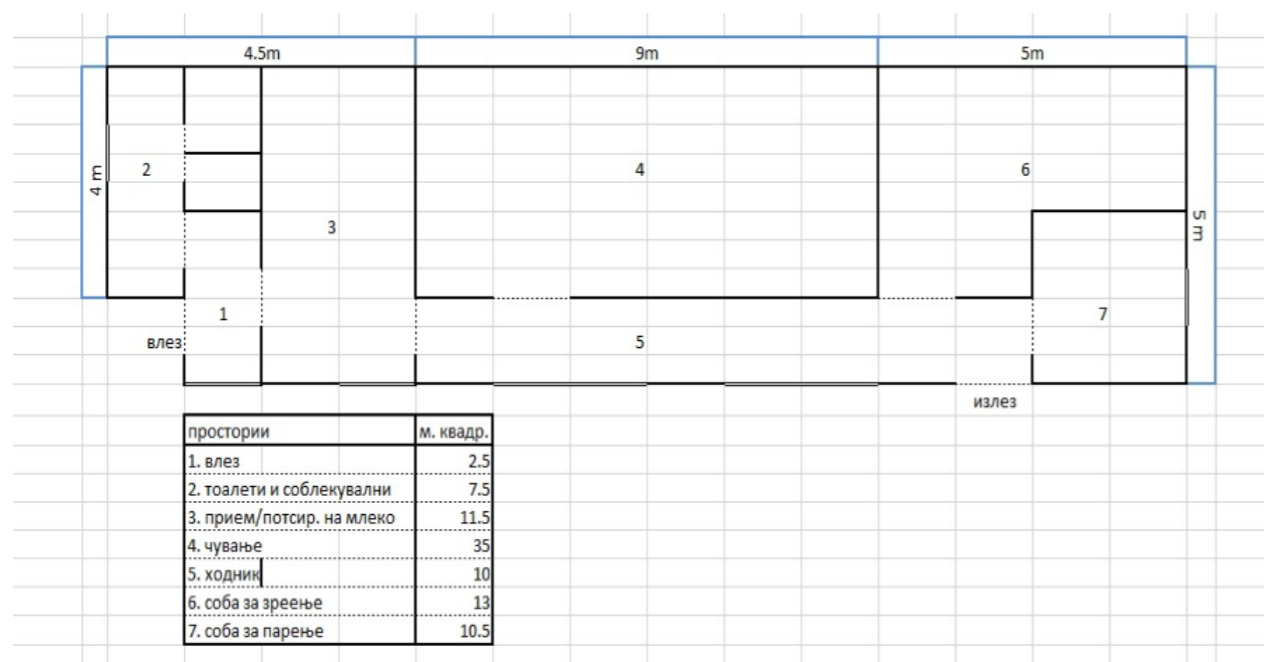 4.5m 9m 5m
4 m
2
4
6
3
5 m
1
7
влез
5
излез
простории м. квадр.
1. влез 2.5
2. тоалети и соблекувални 7.5
3. прием/потсир. на млеко 11.5
4. чување 35
5. ходник 10
6. соба за зреење 13
7. соба за парење 10.5